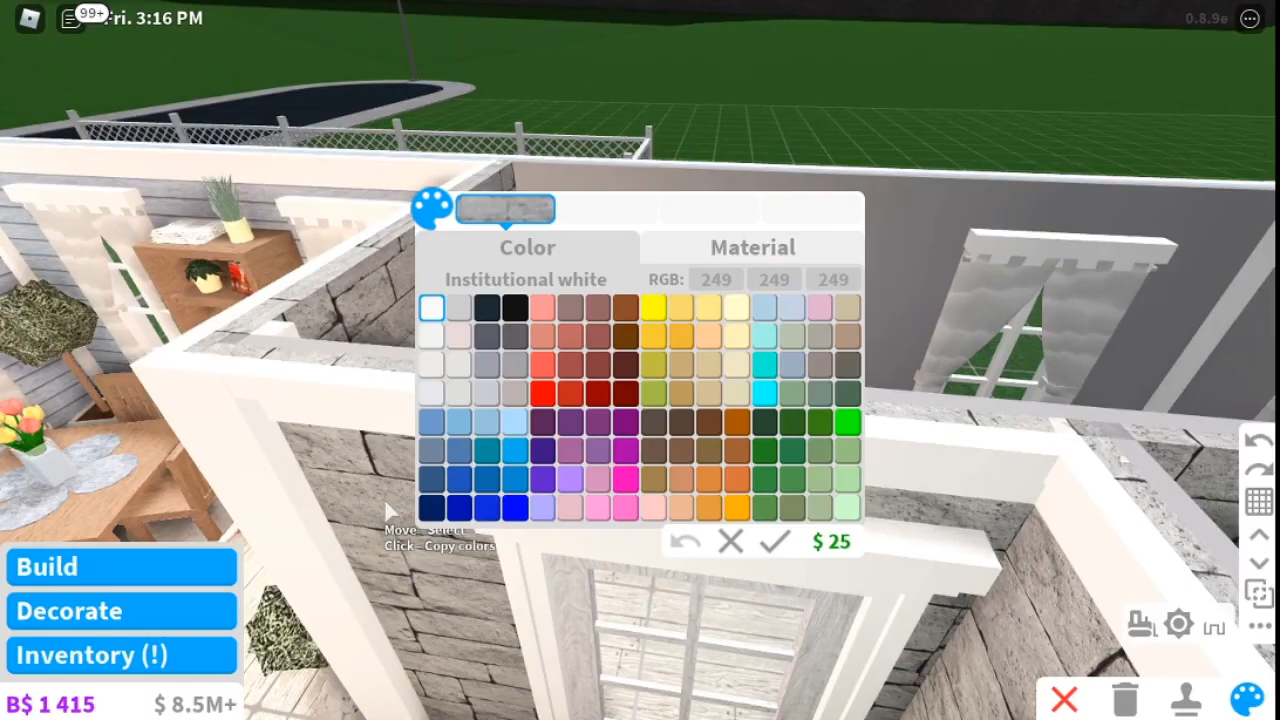 99+
Fri. 3:16 PM
0.8.9e
Color
Material
Institutional white
RGB: 249 249 249
Move - Select
Click - Copy colors
$ 25
Build
Decorate
Inventory (!)
B$ 1 415
$ 8.5M+